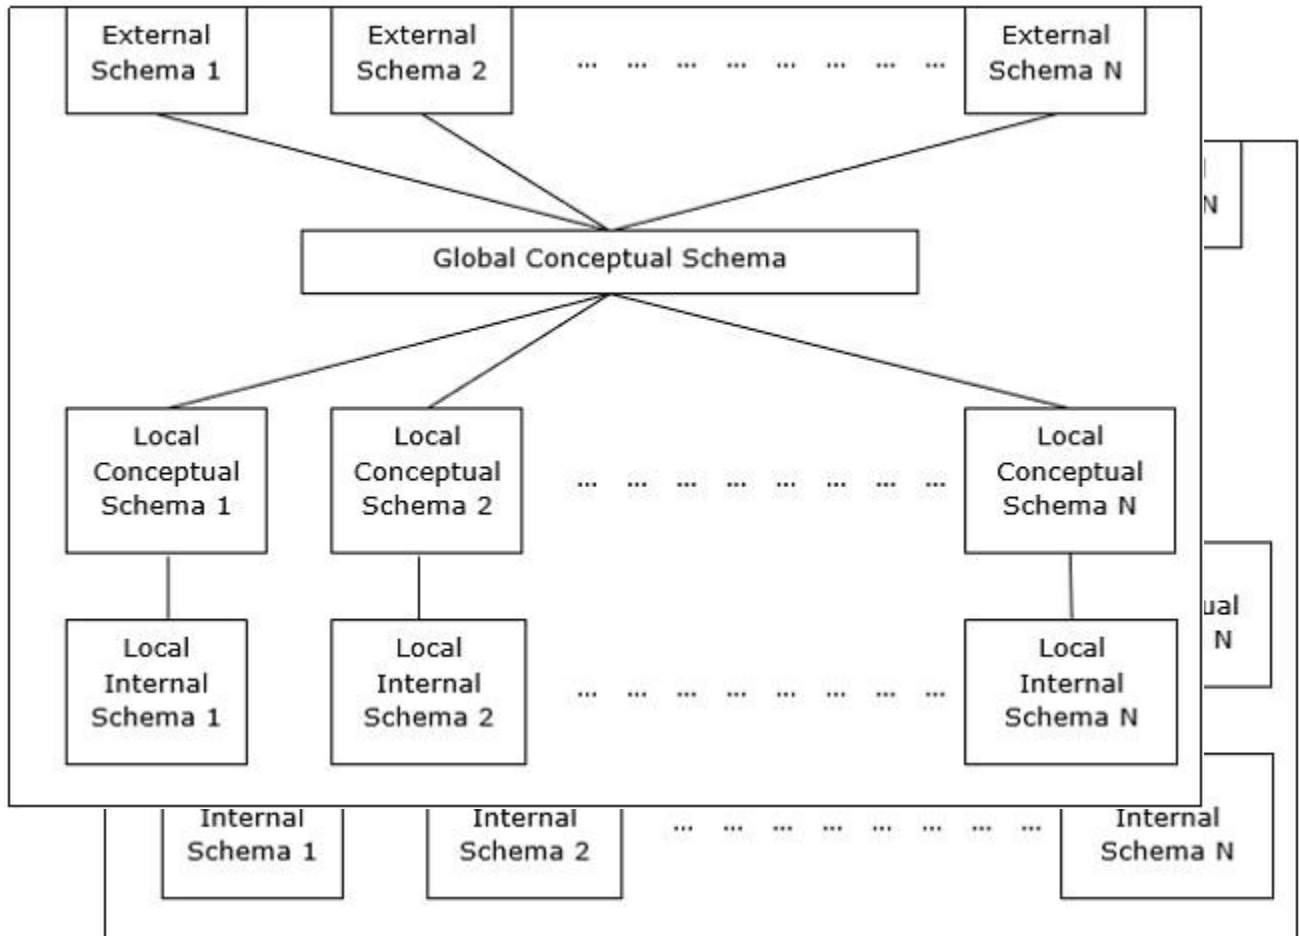 External
Schema 1
External
Schema 2
... ... ... ... ... ... ... ...
External
Schema N
N
Global Conceptual Schema
Local
Conceptual
Schema 1
Local
Conceptual
Schema 2
... ... ... ... ... ... ... ...
Local
Conceptual
Schema N
ual
N
Local
Internal
Schema 1
Local
Internal
Schema 2
... ... ... ... ... ... ... ...
Local
Internal
Schema N
Internal
Schema 1
Internal
Schema 2
... ... ... ... ... ... ... ...
Internal
Schema N